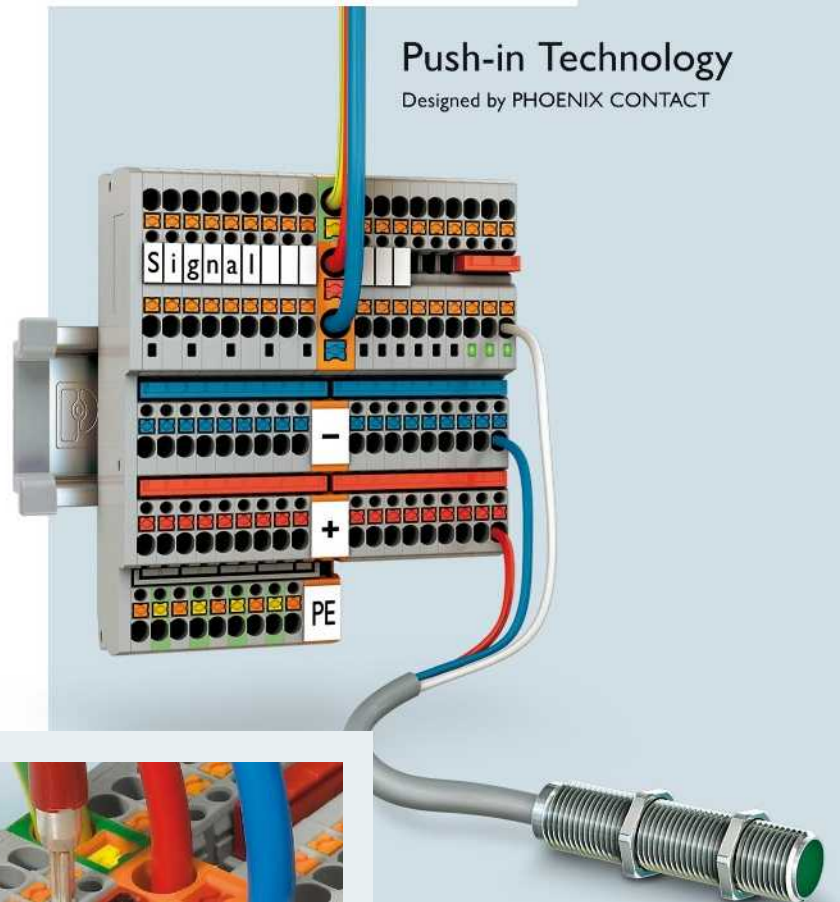 Push-in Technology
Designed by PHOENIX CONTACT
Signal
−
+
PE